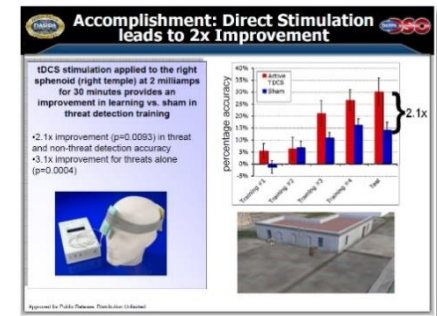 Accomplishment: Direct Stimulation
leads to 2x Improvement
DARPA
tDCS stimulation applied to the right
sphenoid (right temple) at 2 milliamps
for 30 minutes provides an
improvement in learning vs. sham in
threat detection training
•2.1x improvement (p=0.0093) in threat
and non-threat detection accuracy
•3.1x improvement for threats alone
(p=0.0004)
percentage accuracy
40%
35%
30%
25%
20%
15%
10%
5%
0%
-5%
Active
TDCS
Sham
2.1x
Training #1
Training #2
Training #3
Training #4
Test
Approved for Public Release, Distribution Unlimited